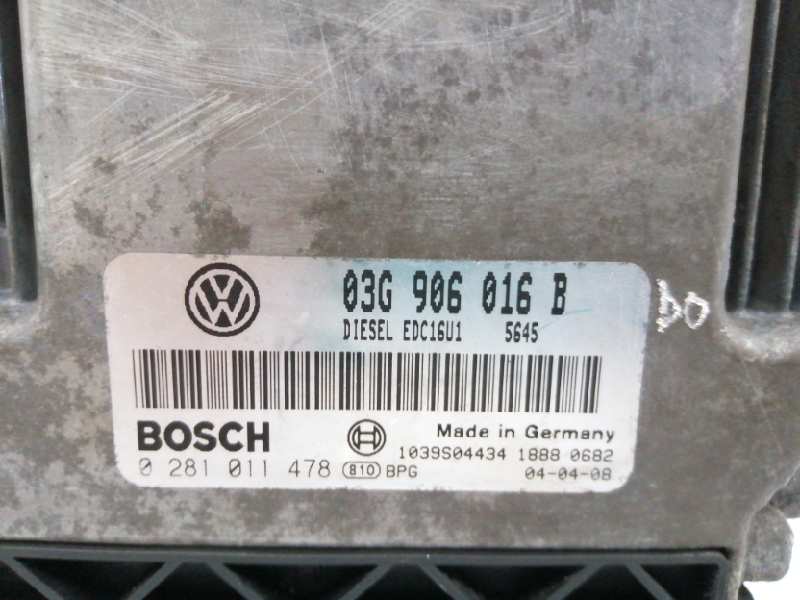 03G 906 016 B
DIESEL EDC16U1 5645
BOSCH
Made in Germany
1039S04434 1888 0682
0 281 011 478 810 BPG
04-04-08